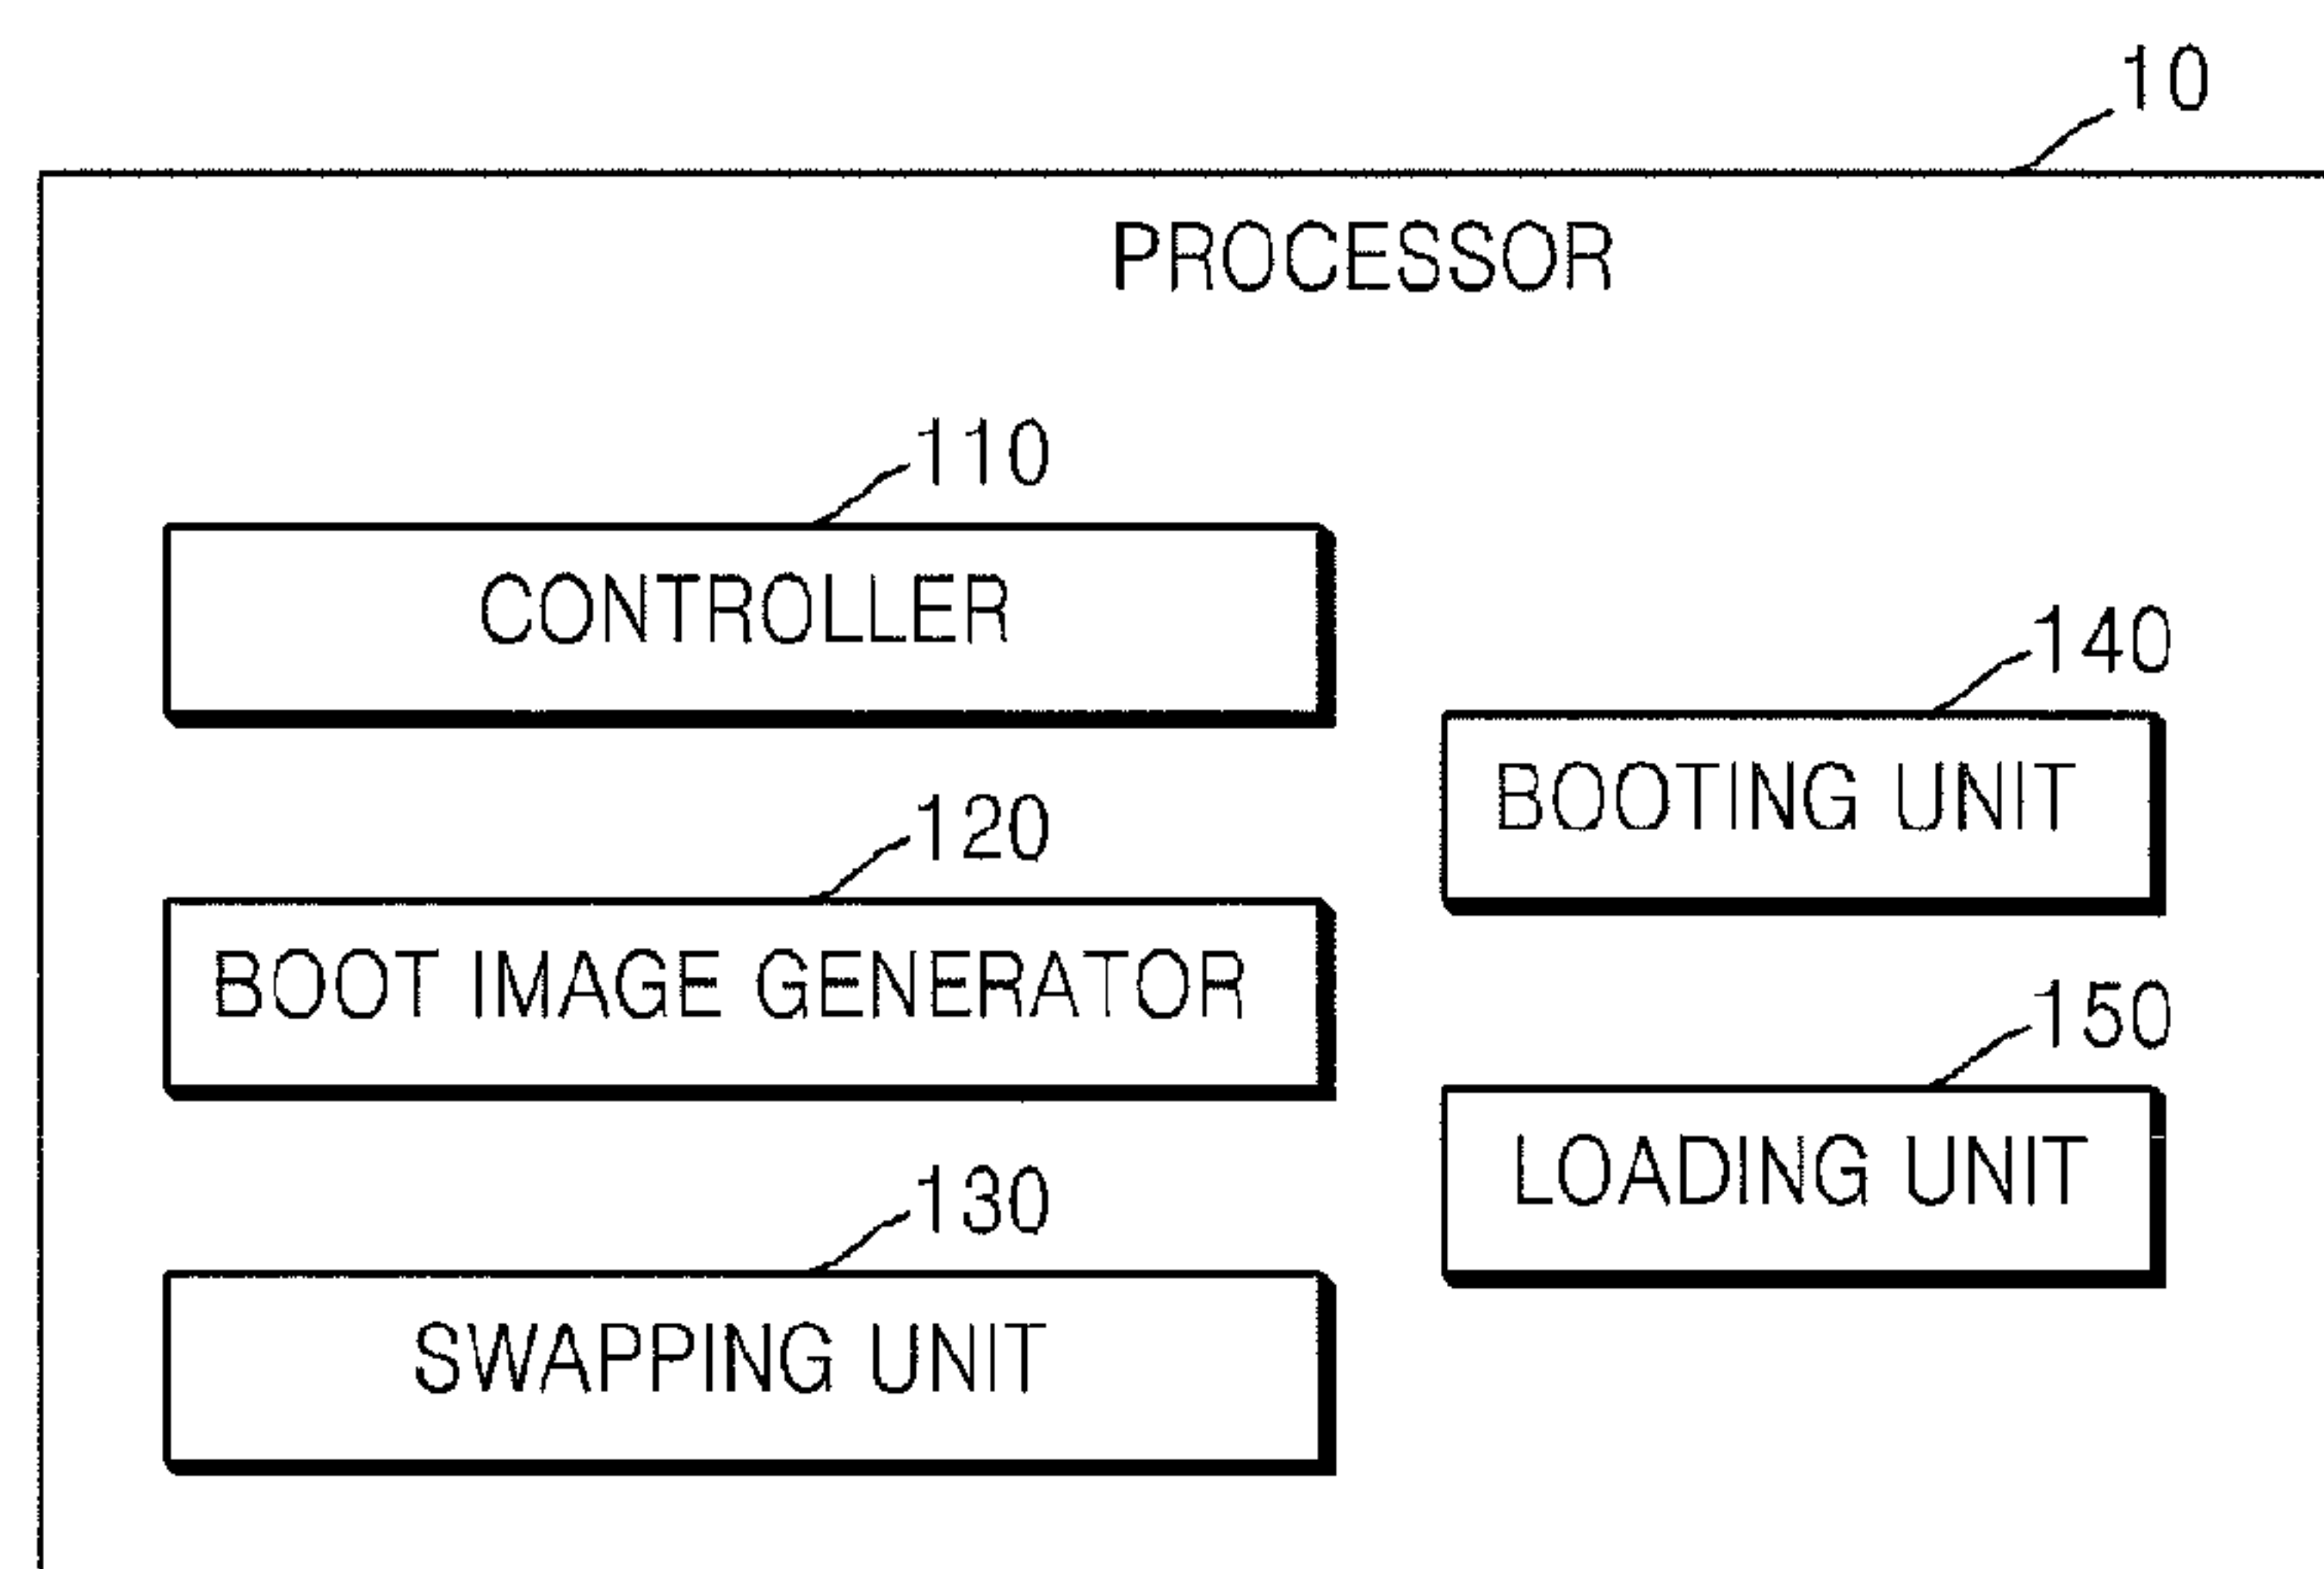 10
PROCESSOR
110
CONTROLLER
140
BOOTING UNIT
120
BOOT IMAGE GENERATOR
150
LOADING UNIT
130
SWAPPING UNIT